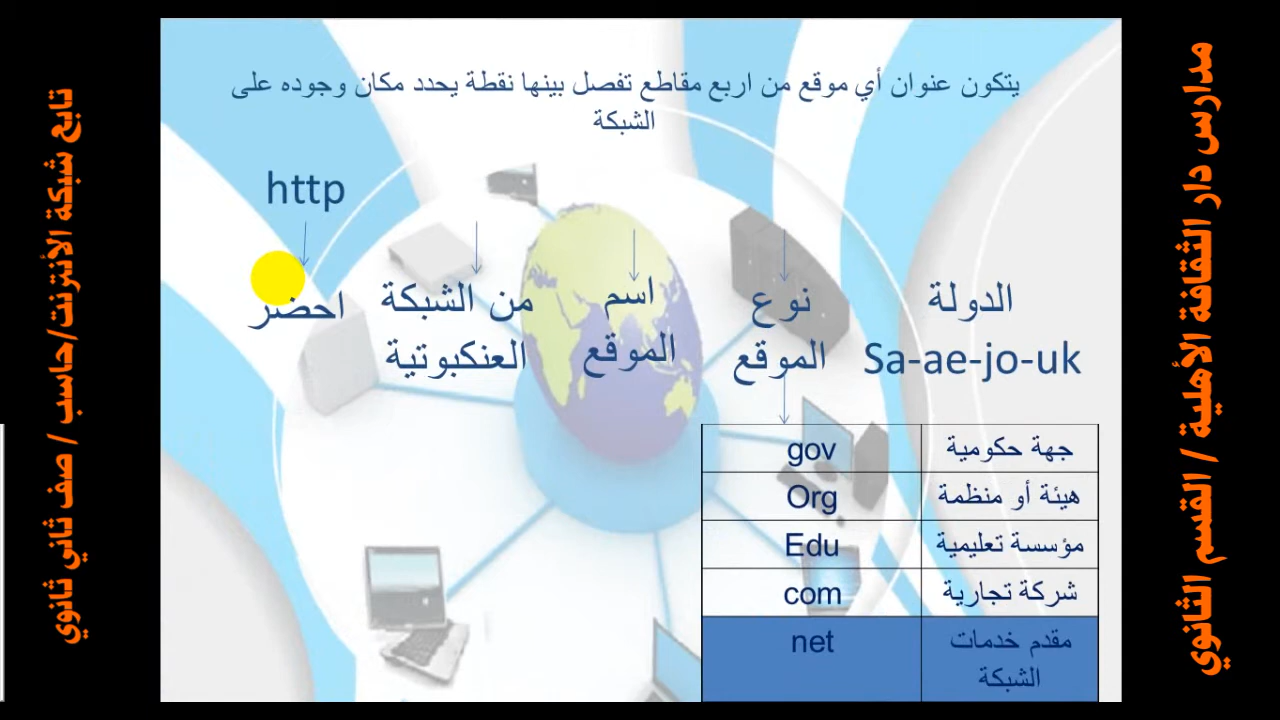 يتكون عنوان أي موقع من اربع مقاطع تفصل بينها نقطة يحدد مكان وجوده على
الشبكة
http
احضر
من الشبكة
العنكبوتية
اسم
الموقع
نوع
الموقع
الدولة
Sa-ae-jo-uk
جهة حكومية gov
هيئة أو منظمة Org
مؤسسة تعليمية Edu
شركة تجارية com
مقدم خدمات net
الشبكة
مدارس دار الثقافة الأهلية / القسم الثانوي
تابع شبكة الأنترنت/حاسب / صف ثاني ثانوي